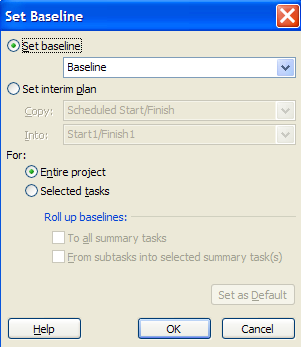 Set Baseline
Set baseline
Baseline
Set interim plan
Copy: Scheduled Start/Finish
Into: Start1/Finish1
For:
Entire project
Selected tasks
Roll up baselines:
To all summary tasks
From subtasks into selected summary task(s)
Set as Default
Help OK Cancel